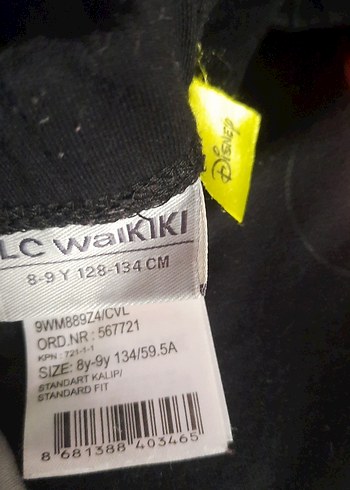 DISNEY
LC WAIKIKI
8-9 Y 128-134 CM
9WM889Z4/CVL
ORD.NR : 567721
KPN : 721-1-1
SIZE: 8y-9y 134/59.5A
STANDART KALIP/
STANDARD FIT
8 681388 403465